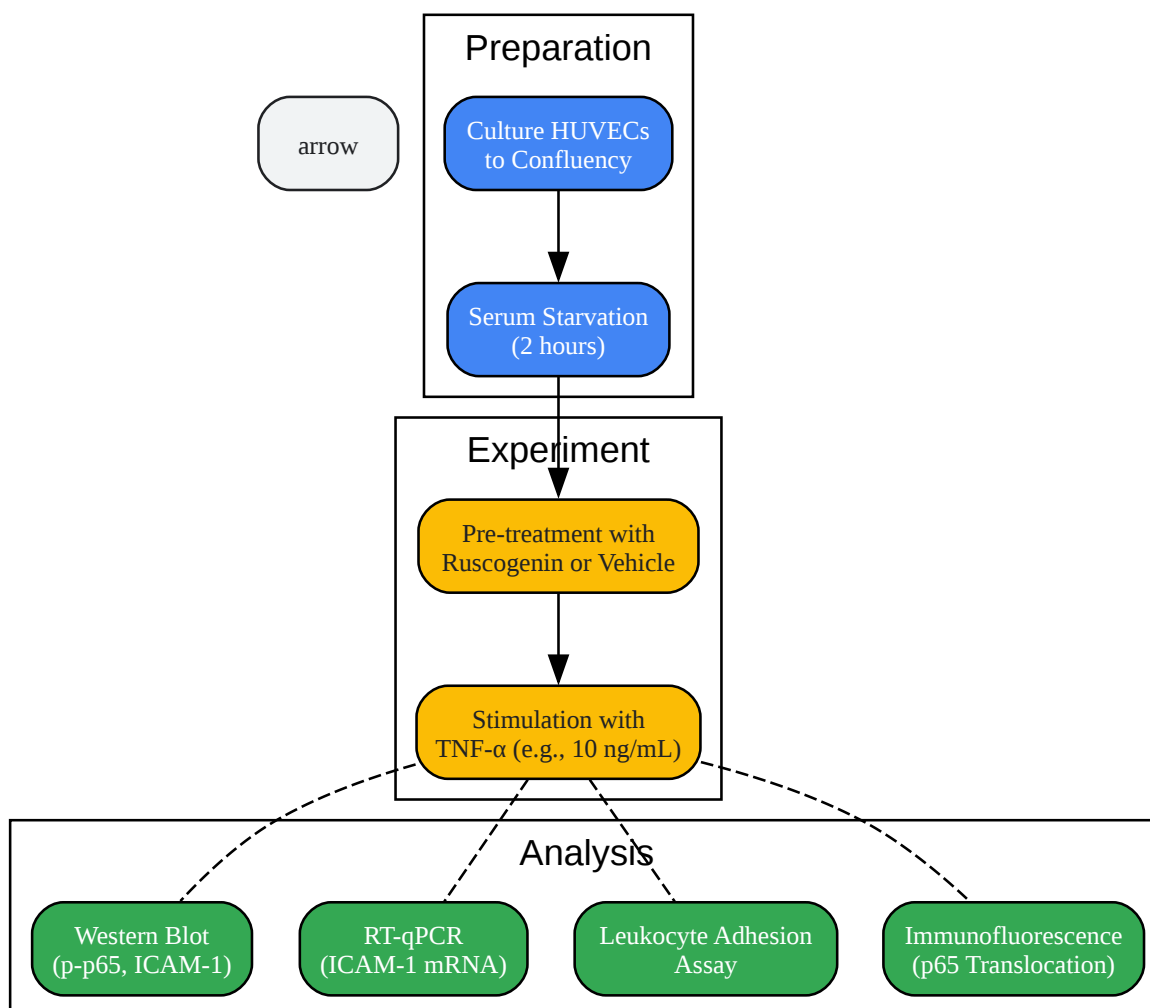 Preparation
arrow
Culture HUVECs
to Confluency
Serum Starvation
(2 hours)
Experiment
Pre-treatment with
Ruscogenin or Vehicle
Stimulation with
TNF-α (e.g., 10 ng/mL)
Analysis
Western Blot
(p-p65, ICAM-1)
RT-qPCR
(ICAM-1 mRNA)
Leukocyte Adhesion
Assay
Immunofluorescence
(p65 Translocation)